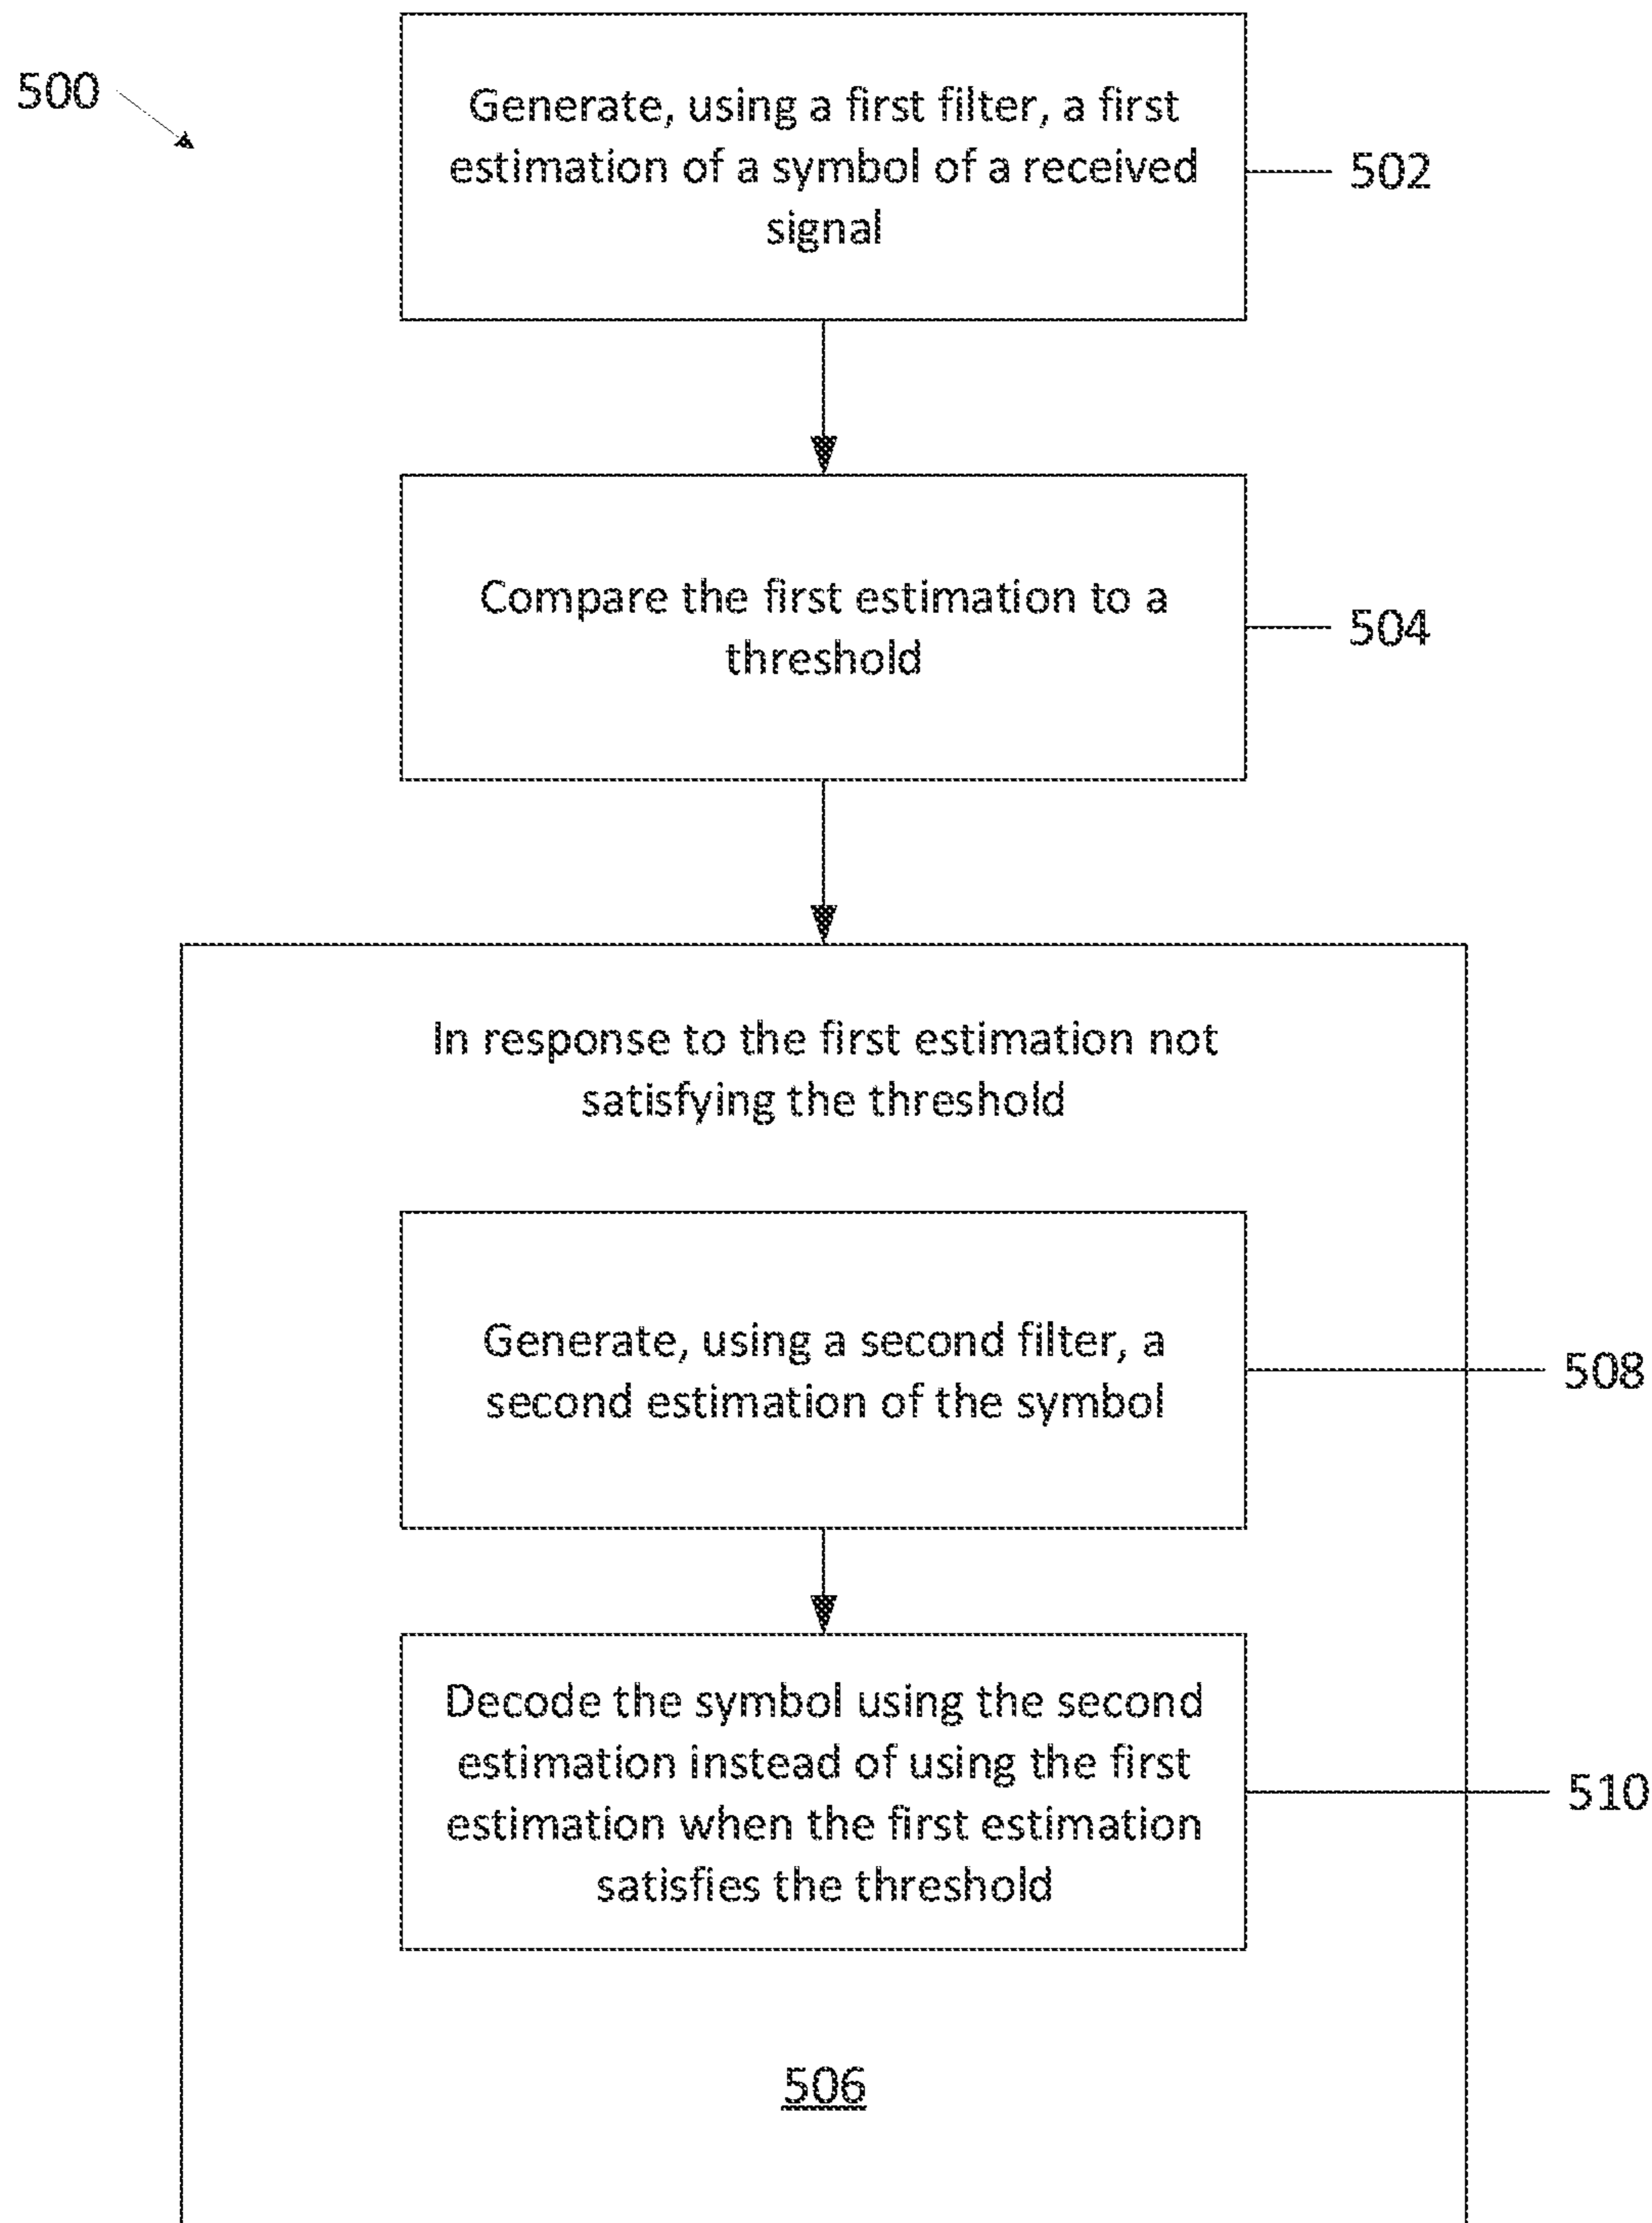 500
Generate, using a first filter, a first
estimation of a symbol of a received
signal
502
Compare the first estimation to a
threshold
504
In response to the first estimation not
satisfying the threshold
Generate, using a second filter, a
second estimation of the symbol
508
Decode the symbol using the second
estimation instead of using the first
estimation when the first estimation
satisfies the threshold
510
506